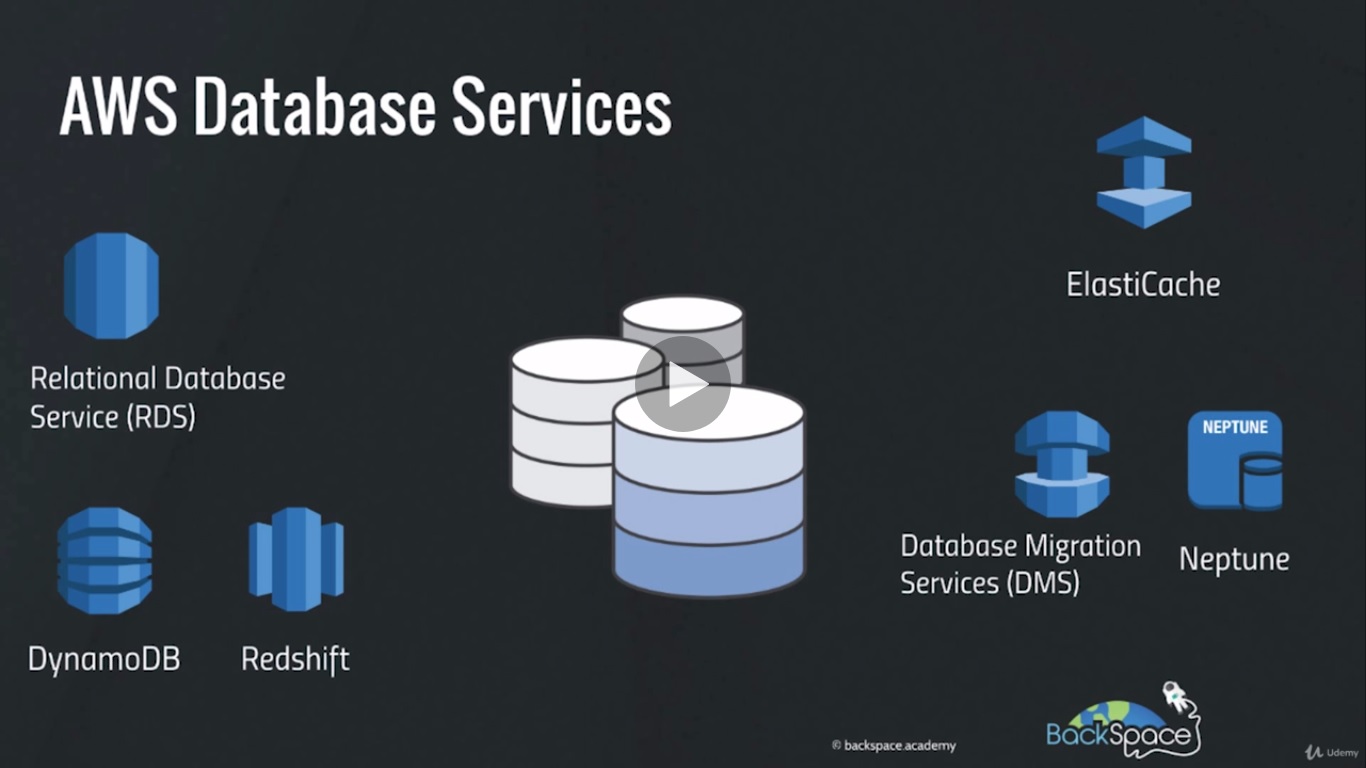 AWS Database Services
ElastiCache
Relational Database
Service (RDS)
NEPTUNE
Database Migration
Services (DMS)
Neptune
DynamoDB
Redshift
© backspace.academy
BackSpace
Udemy